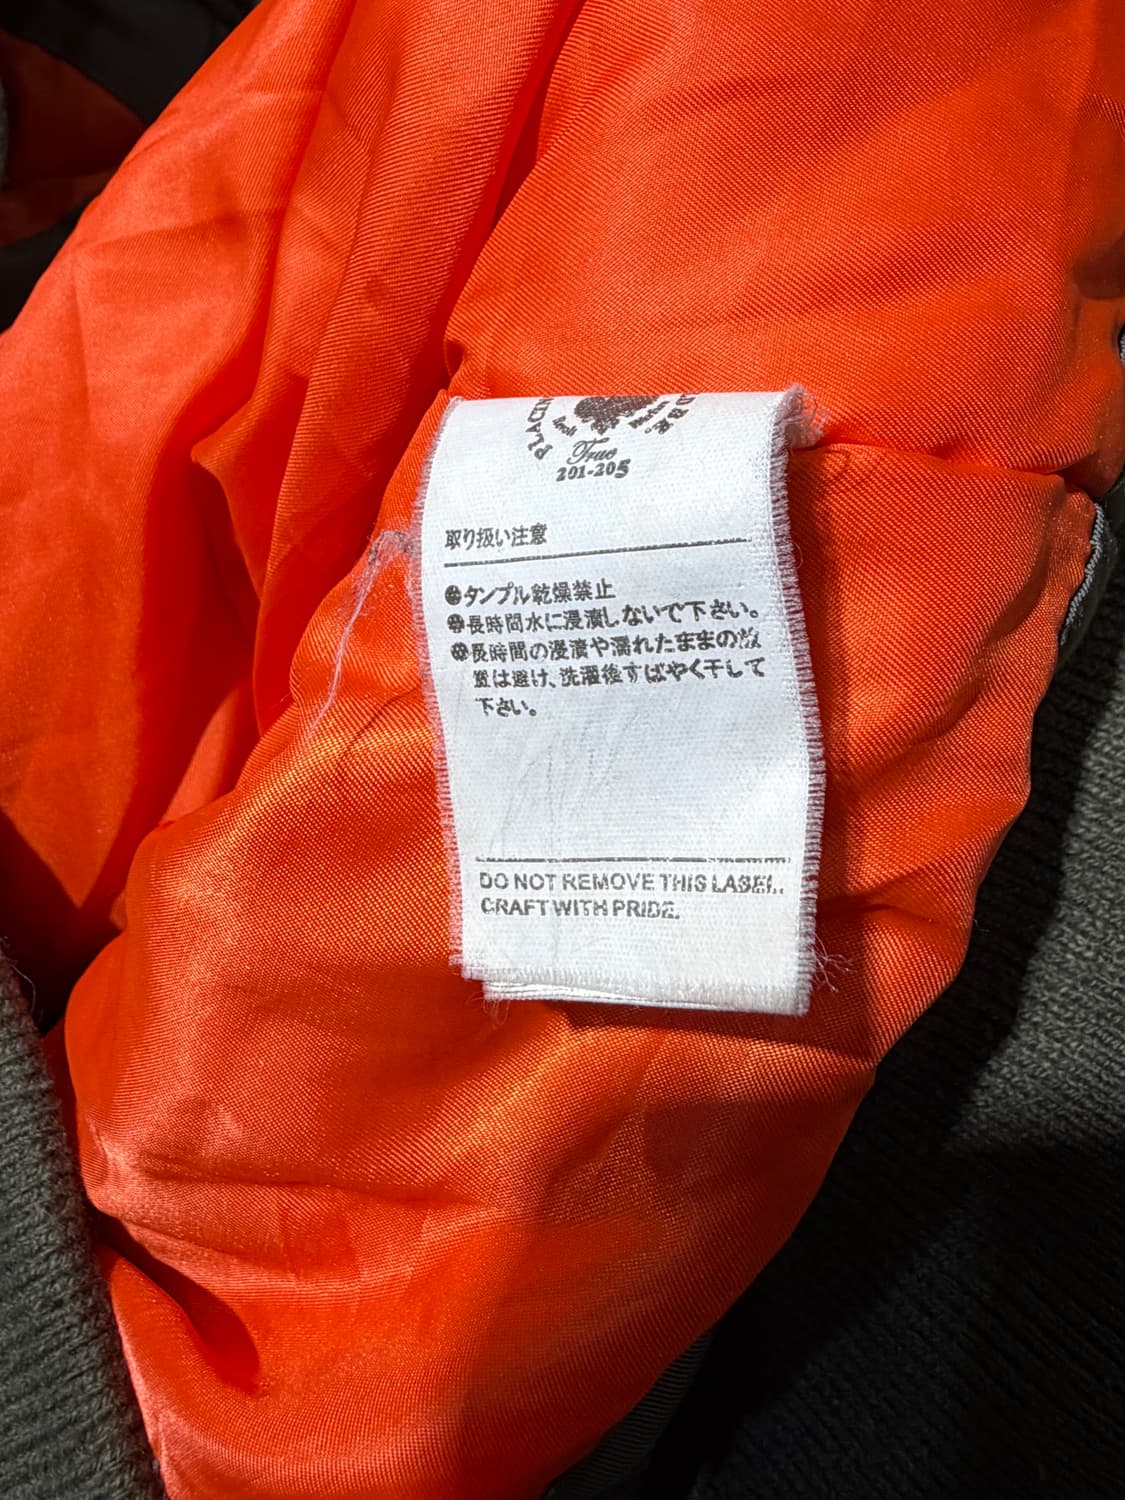 True
201-205
取り扱い注意
●タンプル乾燥禁止
●長時間水に浸漬しないで下さい。
●長時間の浸漬や濡れたままの放
置は避け、洗濯後すばやく干して
下さい。
DO NOT REMOVE THIS LABEL.
CRAFT WITH PRIDE.